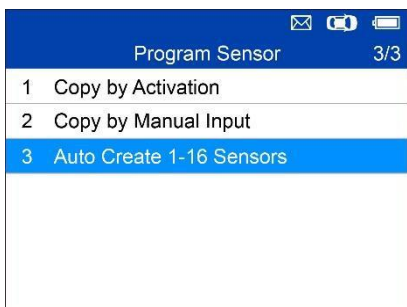 Program Sensor 3/3
1 Copy by Activation
2 Copy by Manual Input
3 Auto Create 1-16 Sensors